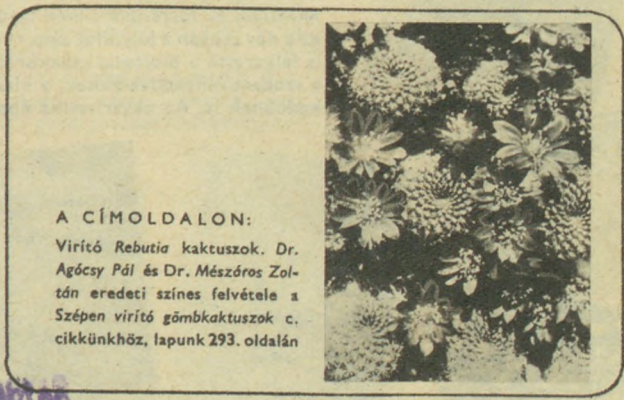 A CÍMOLDALON:
Virító Rebutia kaktuszok. Dr.
Agócsy Pál és Dr. Mészáros Zol-
tán eredeti színes felvétele a
Szépen virító gömbkaktuszok c.
cikkünkhöz, lapunk 293. oldalán